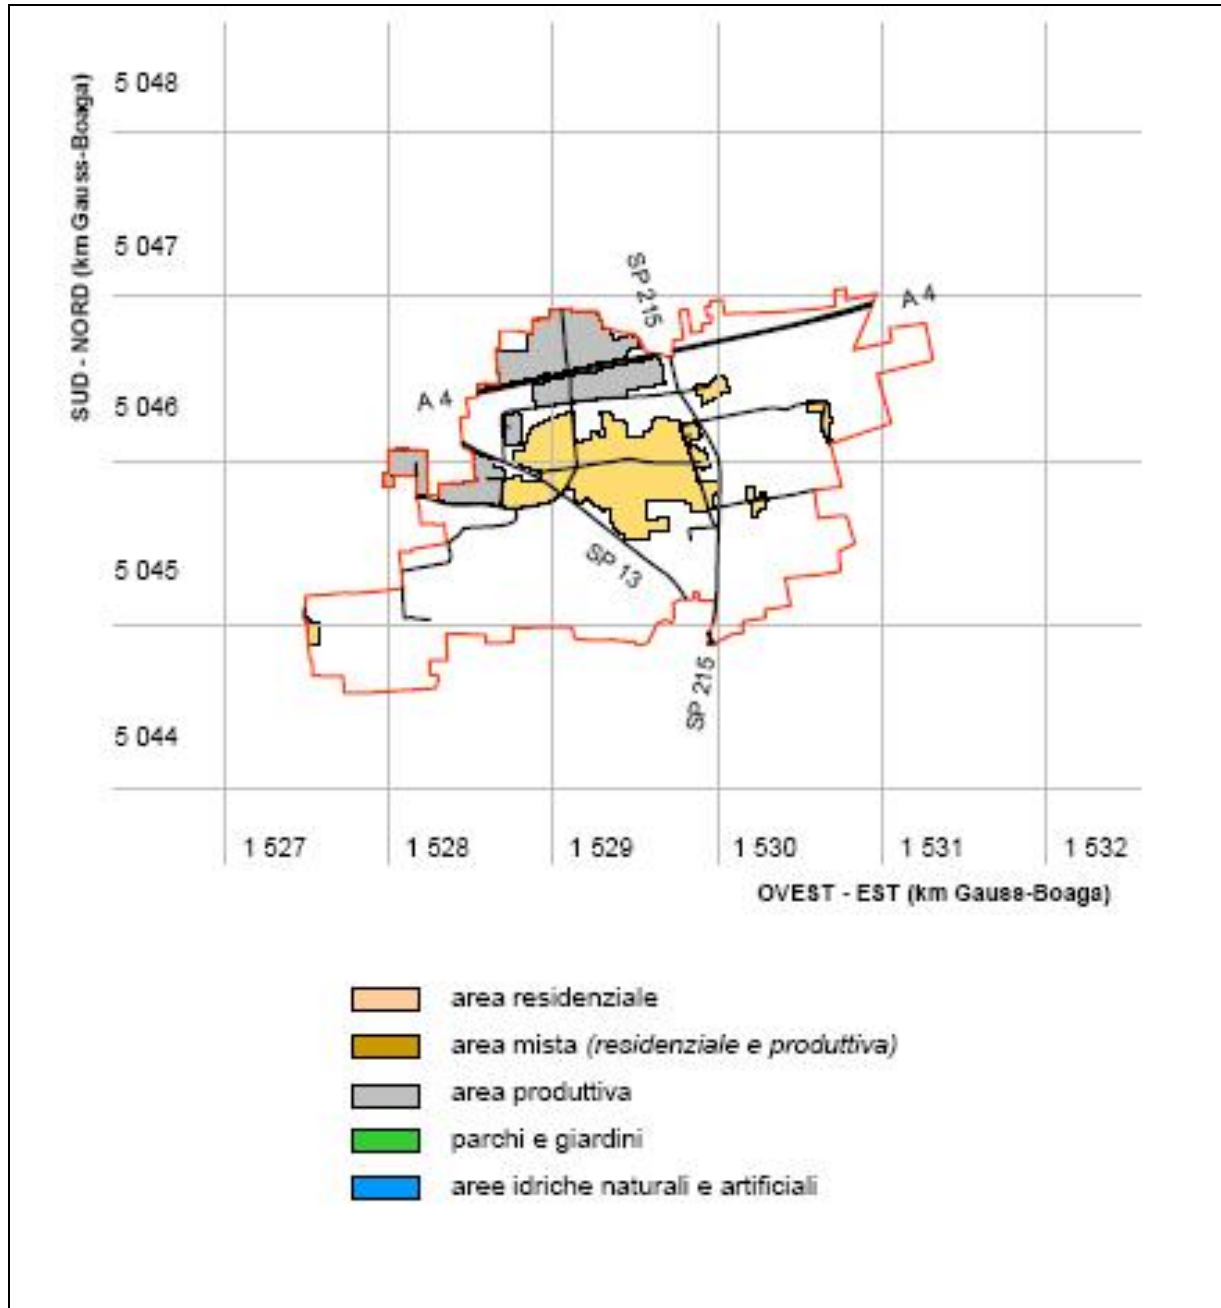 SUD - NORD (km Gauss-Boaga)
5 048
5 047
5 046
5 045
5 044
SP 215
A 4
A 4
SP 13
SP 215
1 527
1 528
1 529
1 530
1 531
1 532
OVEST - EST (km Gauss-Boaga)
area residenziale
area mista (residenziale e produttiva)
area produttiva
parchi e giardini
aree idriche naturali e artificiali